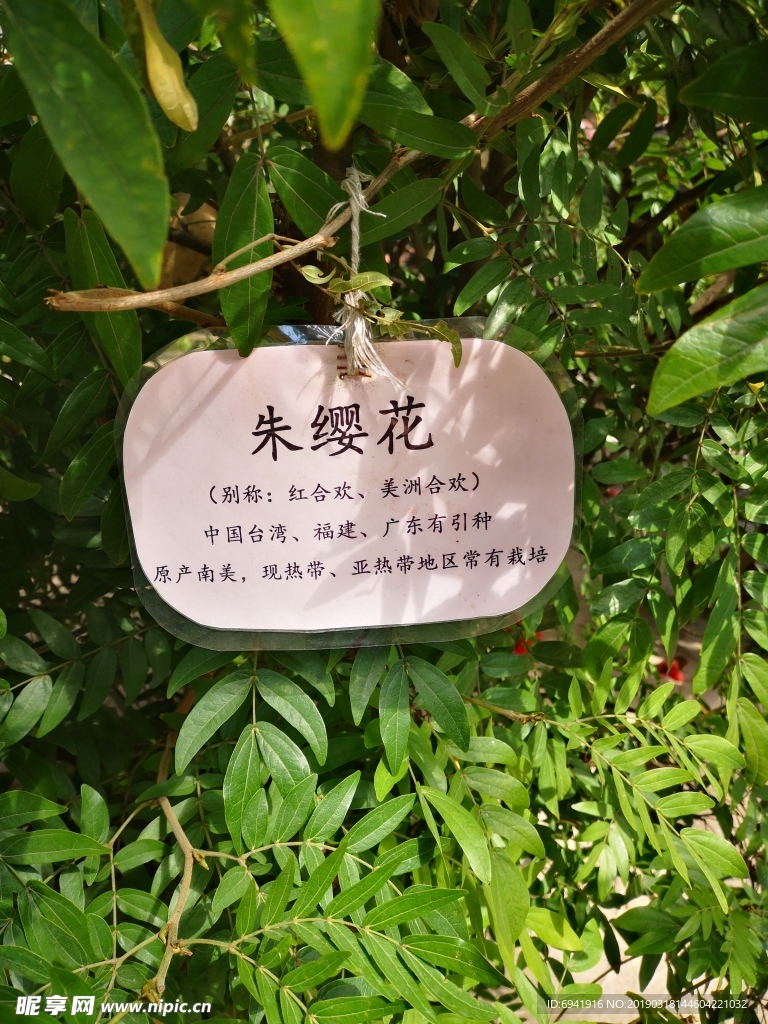 朱缨花
（别称：红合欢、美洲合欢）
中国台湾、福建、广东有引种
原产南美，现热带、亚热带地区常有栽培
昵享网 www.nipic.cn
ID:6941916 NO:20190318144604221032